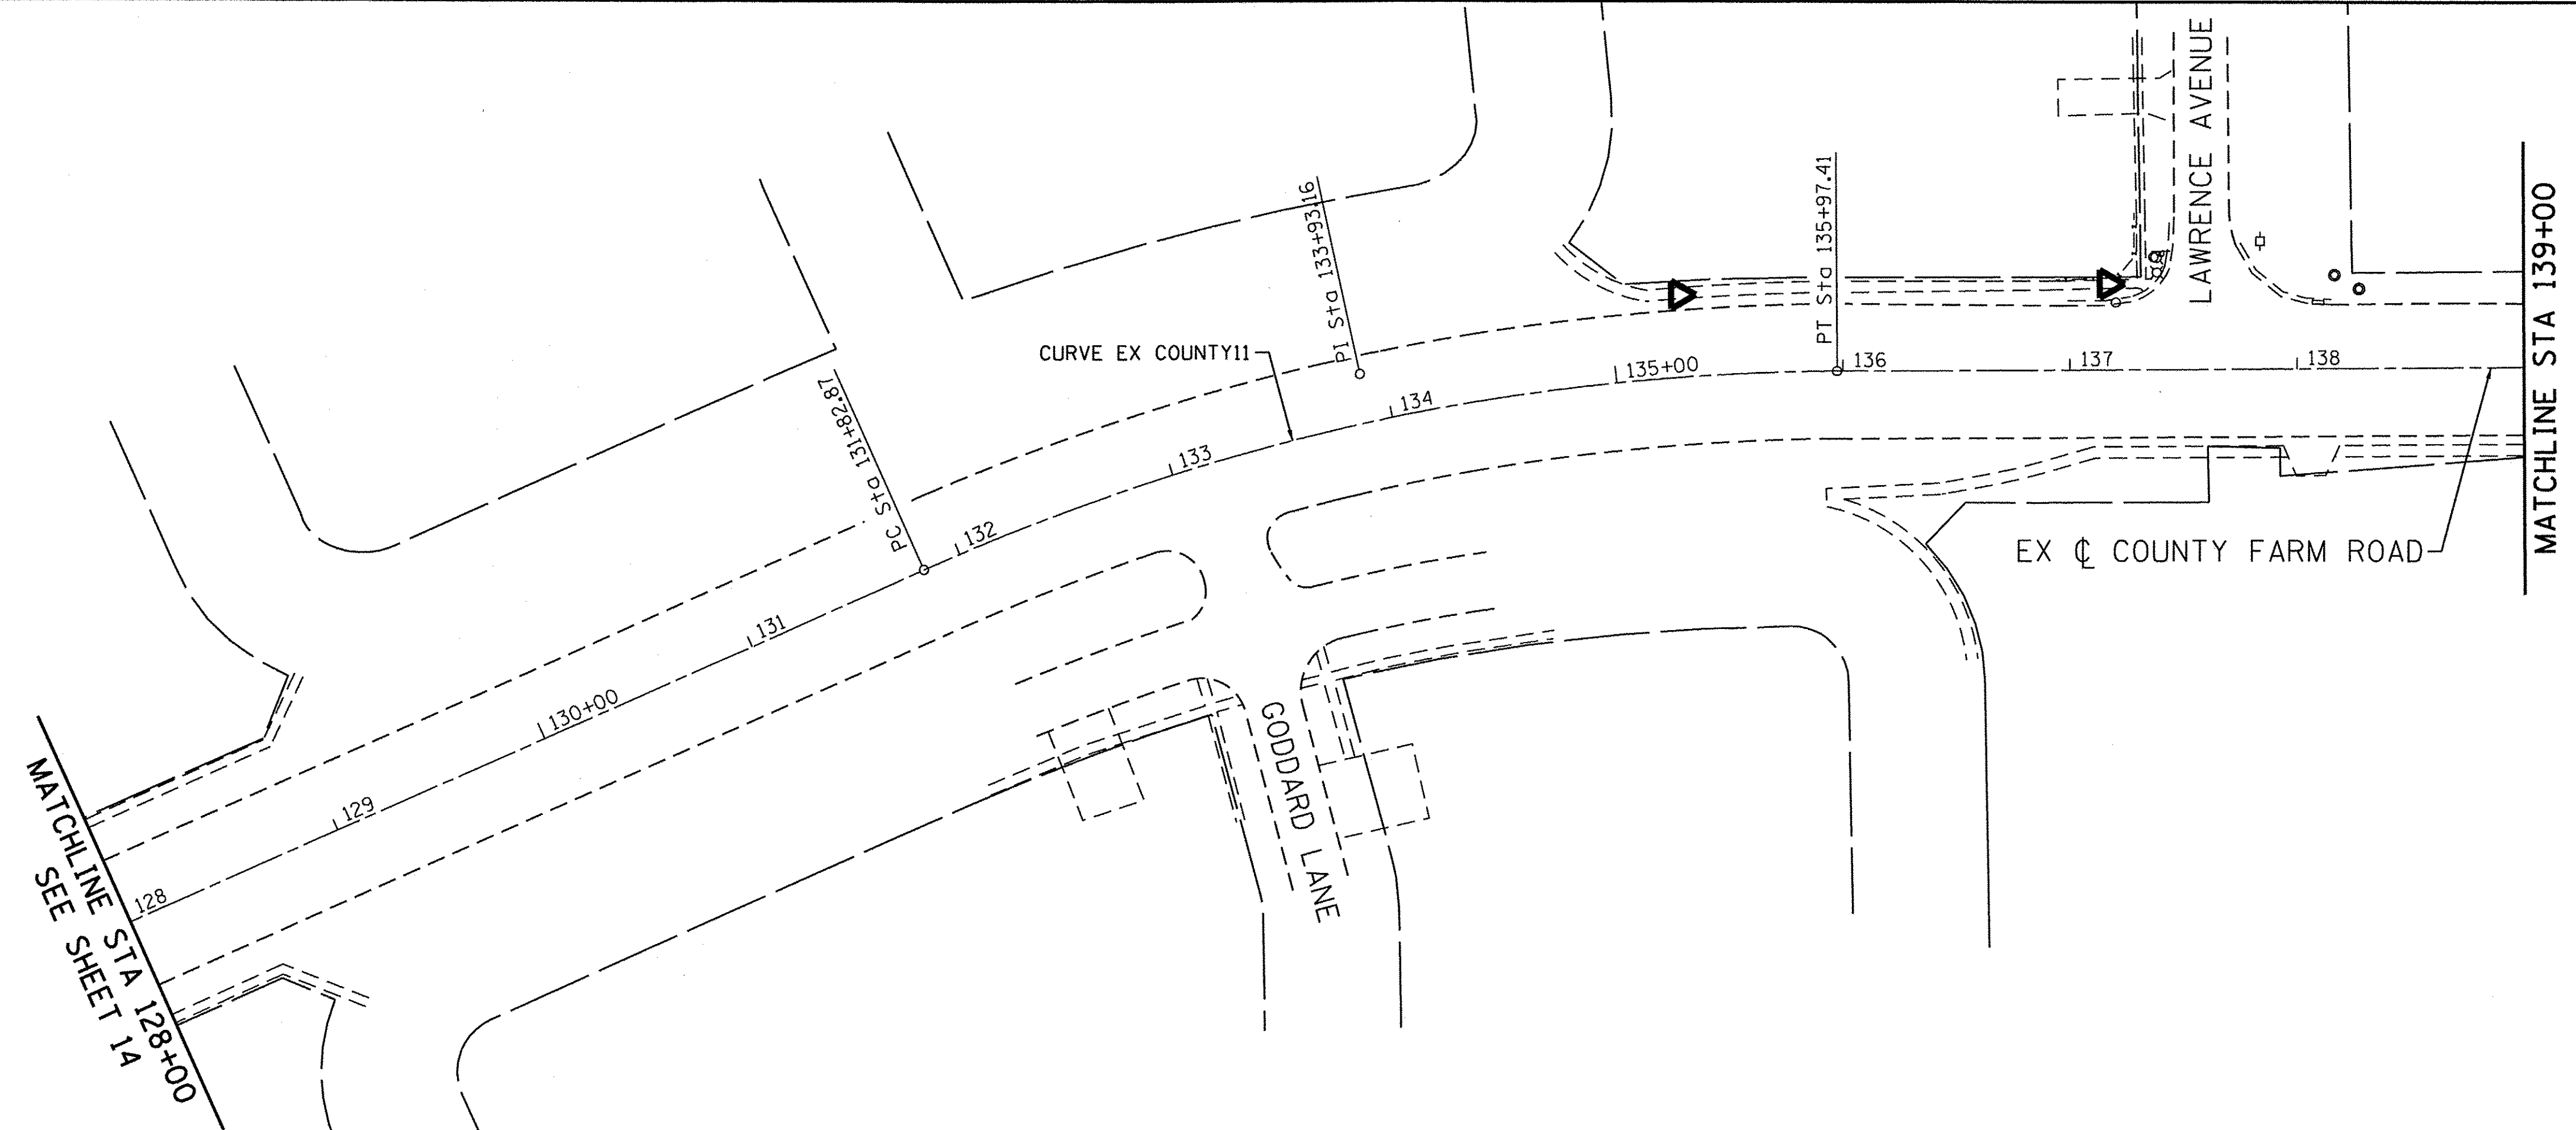 MATCHLINE STA 128+00
SEE SHEET 14
128
129
130+00
131
PC Sta 131+82.87
132
133
CURVE EX COUNTY11
PI Sta 133+93.16
134
135+00
PT Sta 135+97.41
136
137
138
LAWRENCE AVENUE
GODDARD LANE
EX ℄ COUNTY FARM ROAD
MATCHLINE STA 139+00